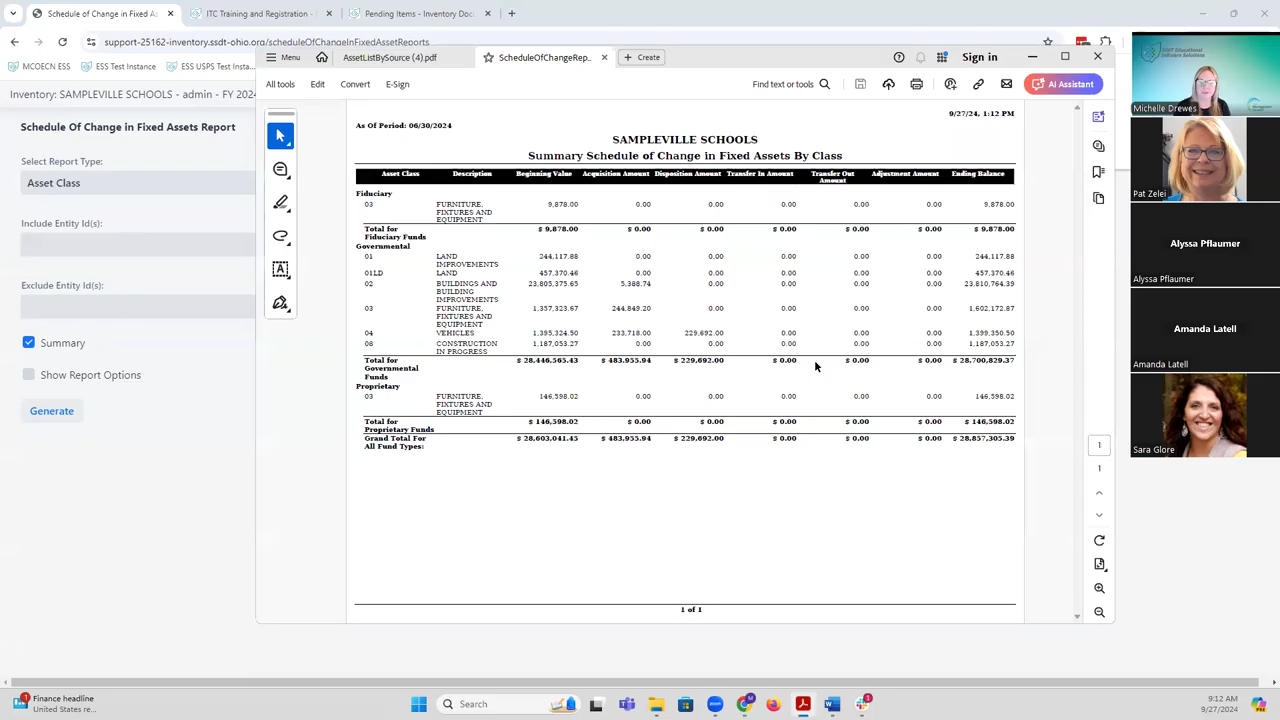 Schedule of Change in Fixed As
ITC Training and Registration -
Pending Items - Inventory Doc
support-25162-inventory.ssdt-ohio.org/scheduleOfChangeInFixedAssetReports
MCOECN ESS
ESS Test Instance
ESS USPS Test Ins
Inventory: SAMPLEVILLE SCHOOLS - admin - FY 202
Schedule Of Change in Fixed Assets Report
Select Report Type:
Asset Class
Include Entity Id(s):
Exclude Entity Id(s):
Summary
Show Report Options
Generate
Menu
AssetListBySource (4).pdf
ScheduleOfChangeRep...
Create
Sign in
All tools
Edit
Convert
E-Sign
Find text or tools
AI Assistant
9/27/24, 1:12 PM
As Of Period: 06/30/2024
SAMPLEVILLE SCHOOLS
Summary Schedule of Change in Fixed Assets By Class
Asset Class Description Beginning Value Acquisition Amount Disposition Amount Transfer In Amount Transfer Out Amount Adjustment Amount Ending Balance
Fiduciary
03 FURNITURE, FIXTURES AND EQUIPMENT 9,878.00 0.00 0.00 0.00 0.00 0.00 9,878.00
Total for Fiduciary Funds $ 9,878.00 $ 0.00 $ 0.00 $ 0.00 $ 0.00 $ 0.00 $ 9,878.00
Governmental
01 LAND IMPROVEMENTS 244,117.88 0.00 0.00 0.00 0.00 0.00 244,117.88
01LD LAND 457,370.46 0.00 0.00 0.00 0.00 0.00 457,370.46
02 BUILDINGS AND BUILDING IMPROVEMENTS 23,805,375.65 5,388.74 0.00 0.00 0.00 0.00 23,810,764.39
03 FURNITURE, FIXTURES AND EQUIPMENT 1,357,323.67 244,849.20 0.00 0.00 0.00 0.00 1,602,172.87
04 VEHICLES 1,395,324.50 233,718.00 229,692.00 0.00 0.00 0.00 1,399,350.50
08 CONSTRUCTION IN PROGRESS 1,187,053.27 0.00 0.00 0.00 0.00 0.00 1,187,053.27
Total for Governmental Funds $ 28,446,565.43 $ 483,955.94 $ 229,692.00 $ 0.00 $ 0.00 $ 0.00 $ 28,700,829.37
Proprietary
03 FURNITURE, FIXTURES AND EQUIPMENT 146,598.02 0.00 0.00 0.00 0.00 0.00 146,598.02
Total for Proprietary Funds $ 146,598.02 $ 0.00 $ 0.00 $ 0.00 $ 0.00 $ 0.00 $ 146,598.02
Grand Total For All Fund Types: $ 28,603,041.45 $ 483,955.94 $ 229,692.00 $ 0.00 $ 0.00 $ 0.00 $ 28,857,305.39
1 of 1
1
1
Michelle Drewes
Pat Zelei
Alyssa Pflaumer
Alyssa Pflaumer
Amanda Latell
Amanda Latell
Sara Glore
1
Finance headline
United States re...
Search
1
9:12 AM
9/27/2024